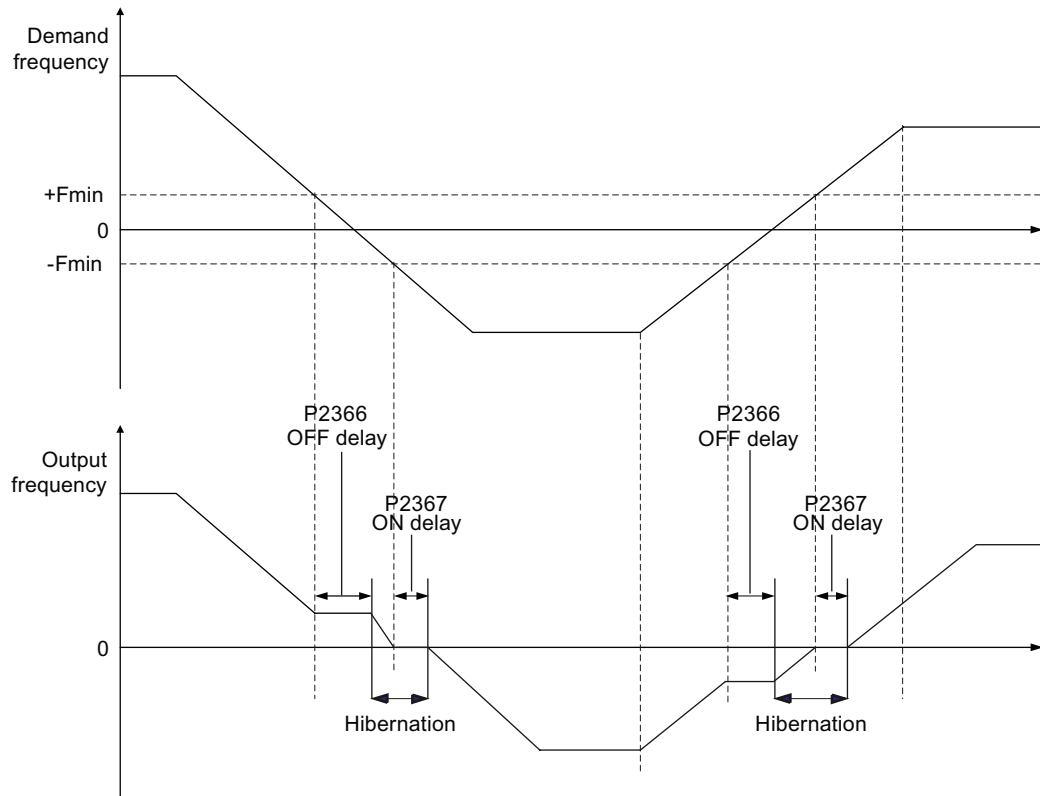 Demand
frequency
+Fmin
0
-Fmin
P2366
OFF delay
P2366
OFF delay
Output
frequency
P2367
ON delay
P2367
ON delay
0
Hibernation
Hibernation